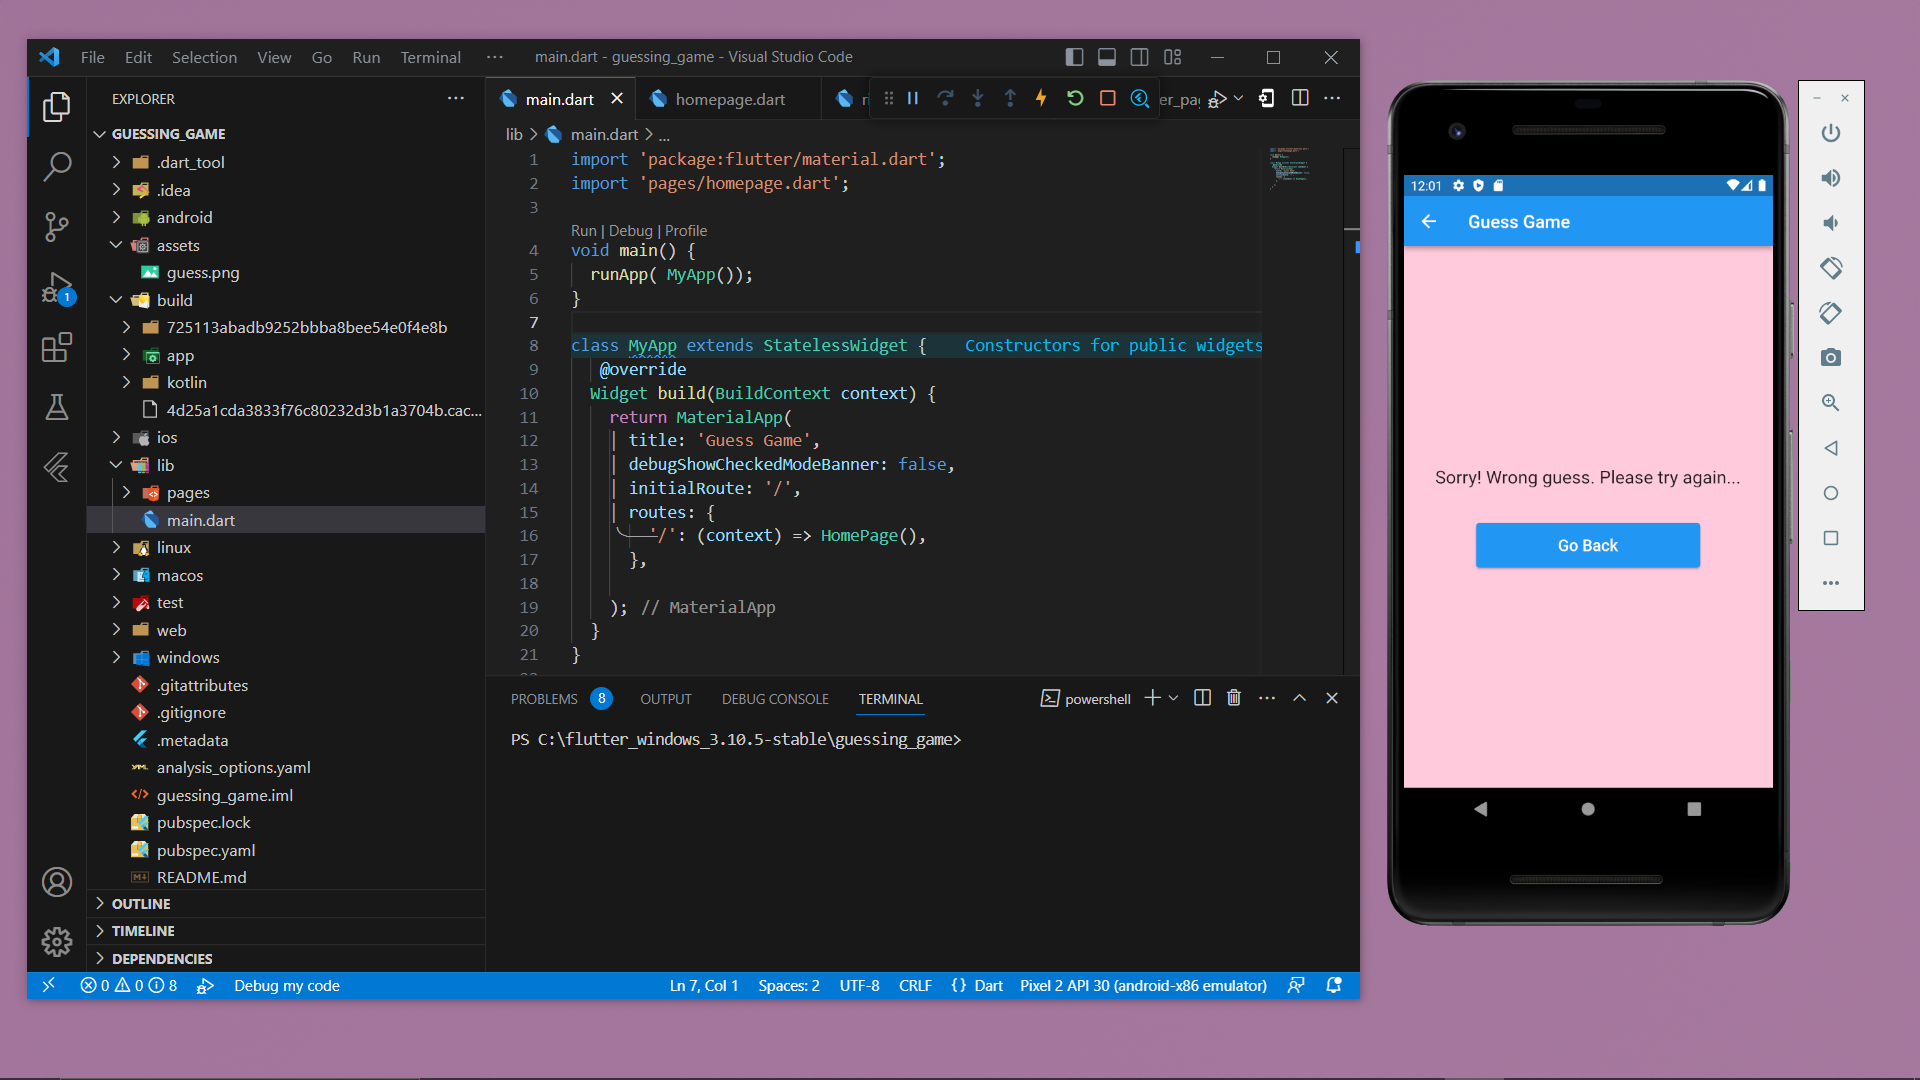 File Edit Selection View Go Run Terminal ··· main.dart - guessing_game - Visual Studio Code
EXPLORER
GUESSING_GAME
.dart_tool
.idea
android
assets
guess.png
build
725113abadb9252bbba8bee54e0f4e8b
app
kotlin
4d25a1cda3833f76c80232d3b1a3704b.cac...
ios
lib
pages
main.dart
linux
macos
test
web
windows
.gitattributes
.gitignore
.metadata
analysis_options.yaml
guessing_game.iml
pubspec.lock
pubspec.yaml
README.md
OUTLINE
TIMELINE
DEPENDENCIES
1
main.dart homepage.dart er_pa
lib > main.dart > ...
1 import 'package:flutter/material.dart';
2 import 'pages/homepage.dart';
3
Run | Debug | Profile
4 void main() {
5 runApp( MyApp());
6 }
7
8 class MyApp extends StatelessWidget { Constructors for public widgets
9 @override
10 Widget build(BuildContext context) {
11 return MaterialApp(
12 title: 'Guess Game',
13 debugShowCheckedModeBanner: false,
14 initialRoute: '/',
15 routes: {
16 '/': (context) => HomePage(),
17 },
18
19 ); // MaterialApp
20 }
21 }
PROBLEMS 8 OUTPUT DEBUG CONSOLE TERMINAL powershell
PS C:\flutter_windows_3.10.5-stable\guessing_game>
0 0 8 Debug my code Ln 7, Col 1 Spaces: 2 UTF-8 CRLF {} Dart Pixel 2 API 30 (android-x86 emulator)
12:01
Guess Game
Sorry! Wrong guess. Please try again...
Go Back